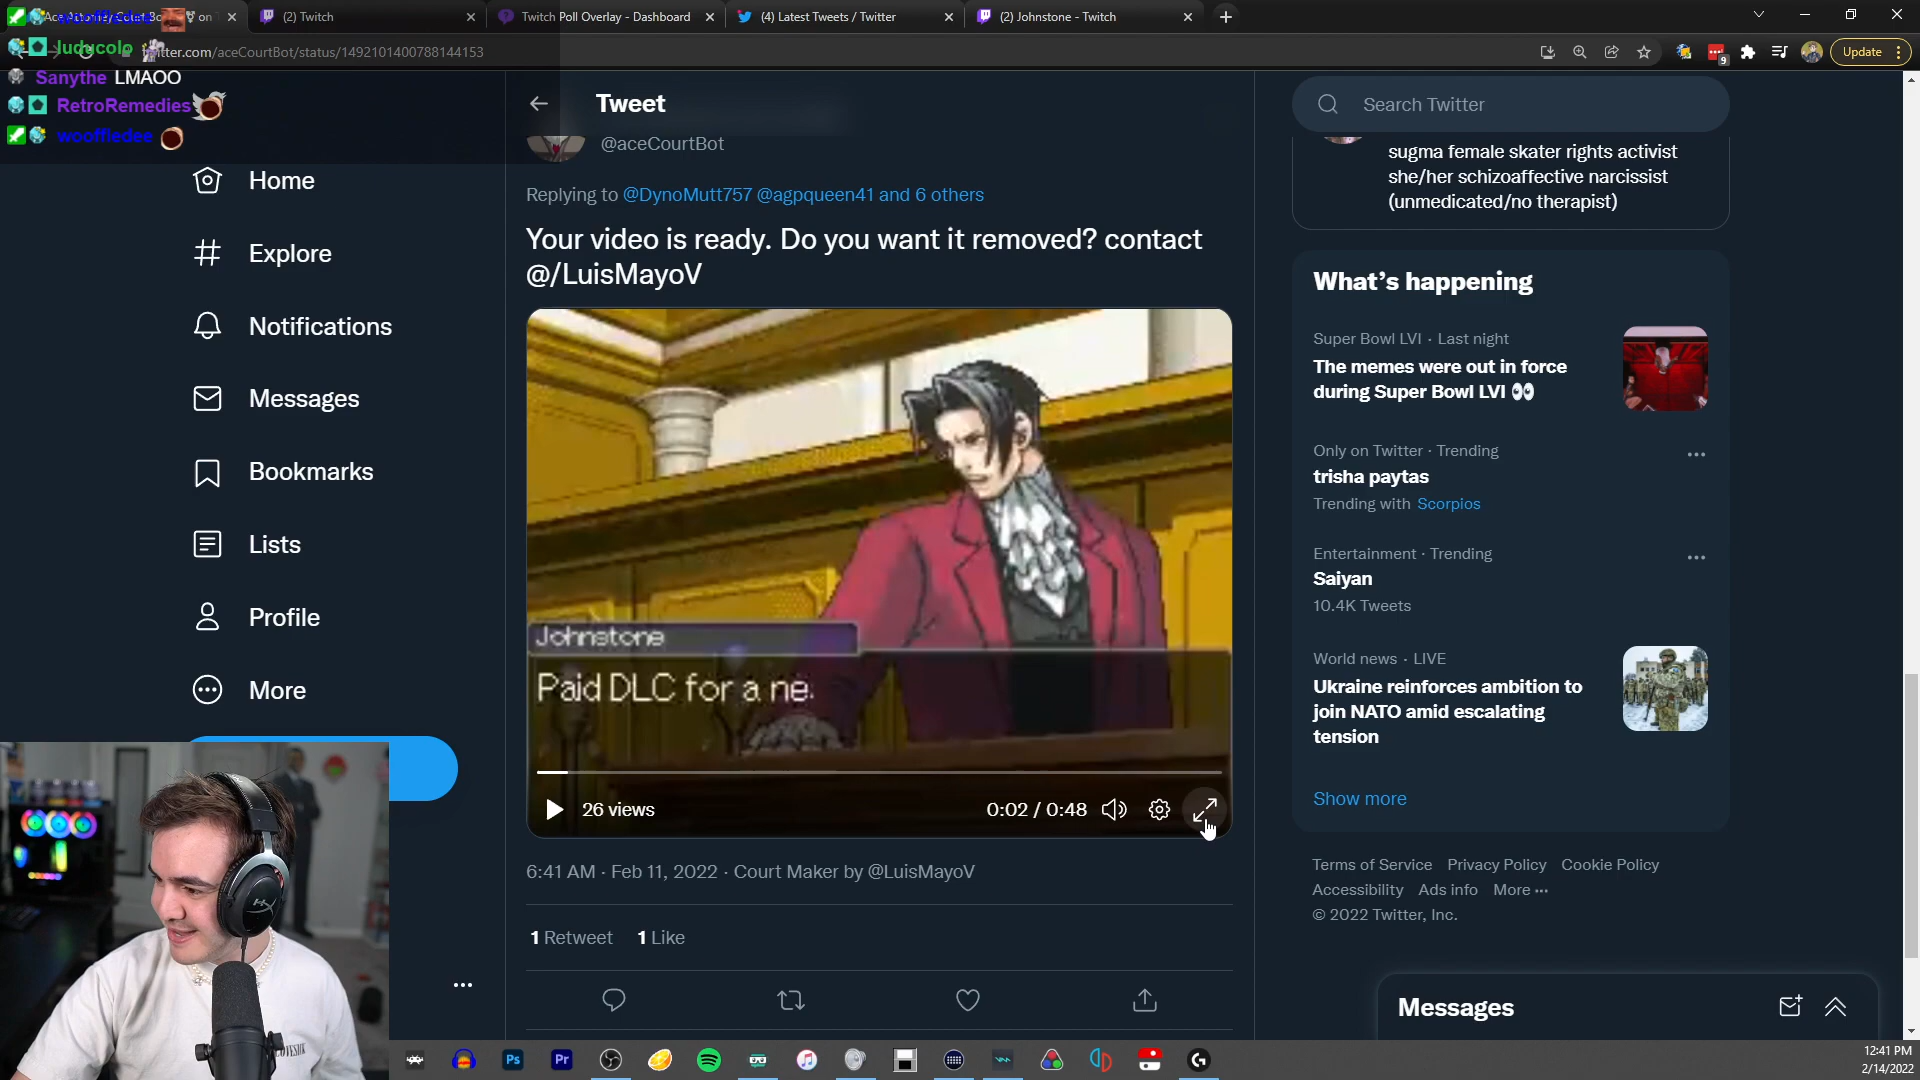 Ace Attorney Court Bo
on T
(2) Twitch
Twitch Poll Overlay - Dashboard
(4) Latest Tweets / Twitter
(2) Johnstone - Twitch
wooffledee
Juducolo
twitter.com/aceCourtBot/status/1492101400788144153
9
Update
Sanythe LMAOO
RetroRemedies
wooffledee
Tweet
@aceCourtBot
Search Twitter
Home
Explore
Notifications
Messages
Bookmarks
Lists
Profile
More
Replying to @DynoMutt757 @agpqueen41 and 6 others
Your video is ready. Do you want it removed? contact
@/LuisMayoV
Johnstone
Paid DLC for a ne
26 views
0:02 / 0:48
6:41 AM · Feb 11, 2022 · Court Maker by @LuisMayoV
1 Retweet 1 Like
sugma female skater rights activist
she/her schizoaffective narcissist
(unmedicated/no therapist)
What's happening
Super Bowl LVI · Last night
The memes were out in force
during Super Bowl LVI 👀
Only on Twitter · Trending
trisha paytas
Trending with Scorpios
Entertainment · Trending
Saiyan
10.4K Tweets
World news · LIVE
Ukraine reinforces ambition to
join NATO amid escalating
tension
Show more
Terms of Service Privacy Policy Cookie Policy
Accessibility Ads info More ···
© 2022 Twitter, Inc.
Messages
Ps
Pr
12:41 PM
2/14/2022